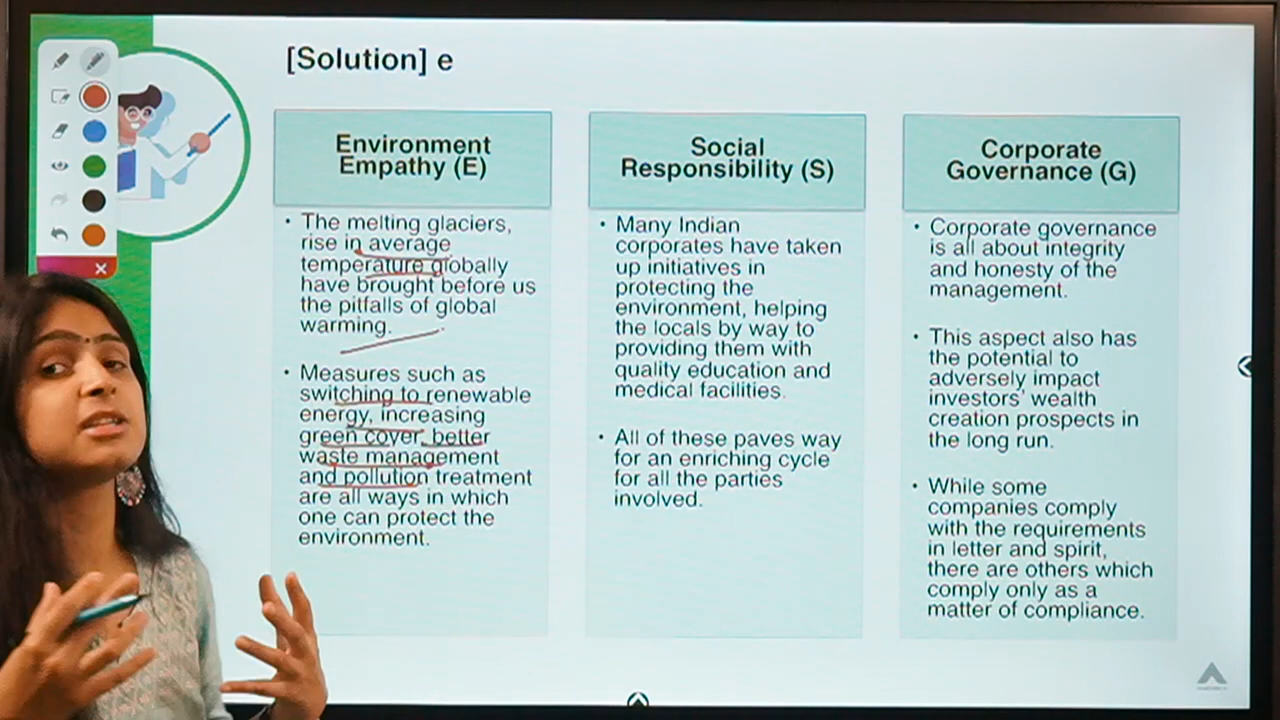 [Solution] e
Environment
Empathy (E)
• The melting glaciers,
rise in average
temperature globally
have brought before us
the pitfalls of global
warming.
• Measures such as
switching to renewable
energy, increasing
green cover, better
waste management
and pollution treatment
are all ways in which
one can protect the
environment.
Social
Responsibility (S)
• Many Indian
corporates have taken
up initiatives in
protecting the
environment, helping
the locals by way to
providing them with
quality education and
medical facilities.
• All of these paves way
for an enriching cycle
for all the parties
involved.
Corporate
Governance (G)
• Corporate governance
is all about integrity
and honesty of the
management.
• This aspect also has
the potential to
adversely impact
investors' wealth
creation prospects in
the long run.
• While some
companies comply
with the requirements
in letter and spirit,
there are others which
comply only as a
matter of compliance.